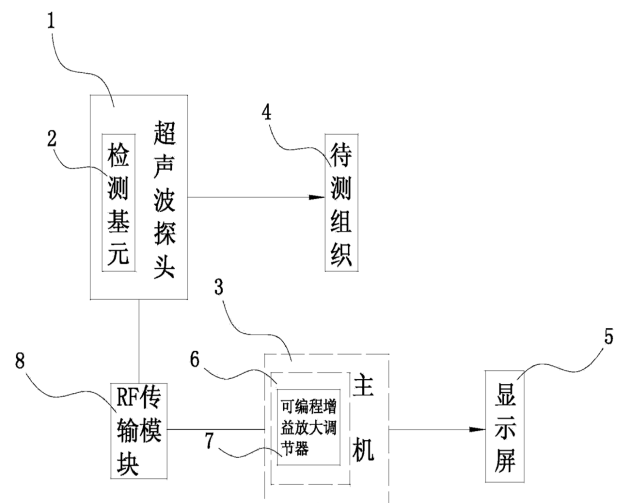 1
2
检测基元
超声波探头
4
待测组织
3
5
8
RF传
输模
块
6
7
可编程增
益放大调
节器
主机
显示屏